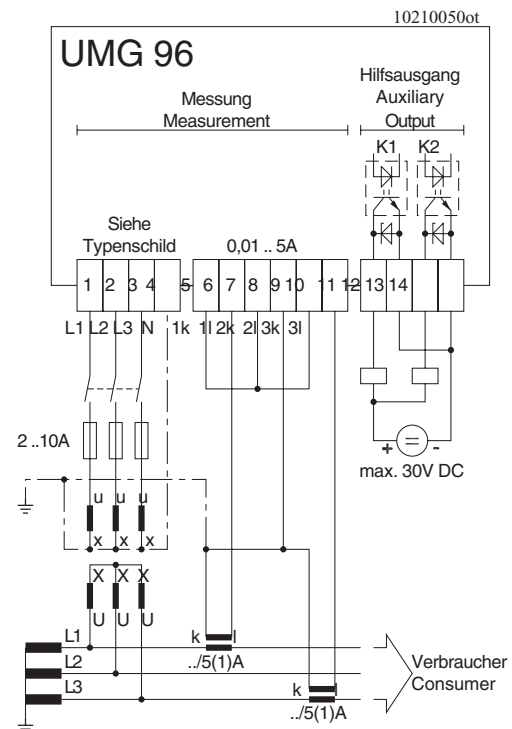 10210050ot
UMG 96
Hilfsausgang
Auxiliary
Output
Messung
Measurement
K1 K2
Siehe
Typenschild
0,01 .. 5A
1 2 3 4 5 6 7 8 9 10 11 12 13 14
L1 L2 L3 N 1k 1l 2k 2l 3k 3l
2 ..10A
+ = -
max. 30V DC
u u u
x x x
X X X
U U U
L1
k l
../5(1)A
L2
Verbraucher
Consumer
L3
k l
../5(1)A